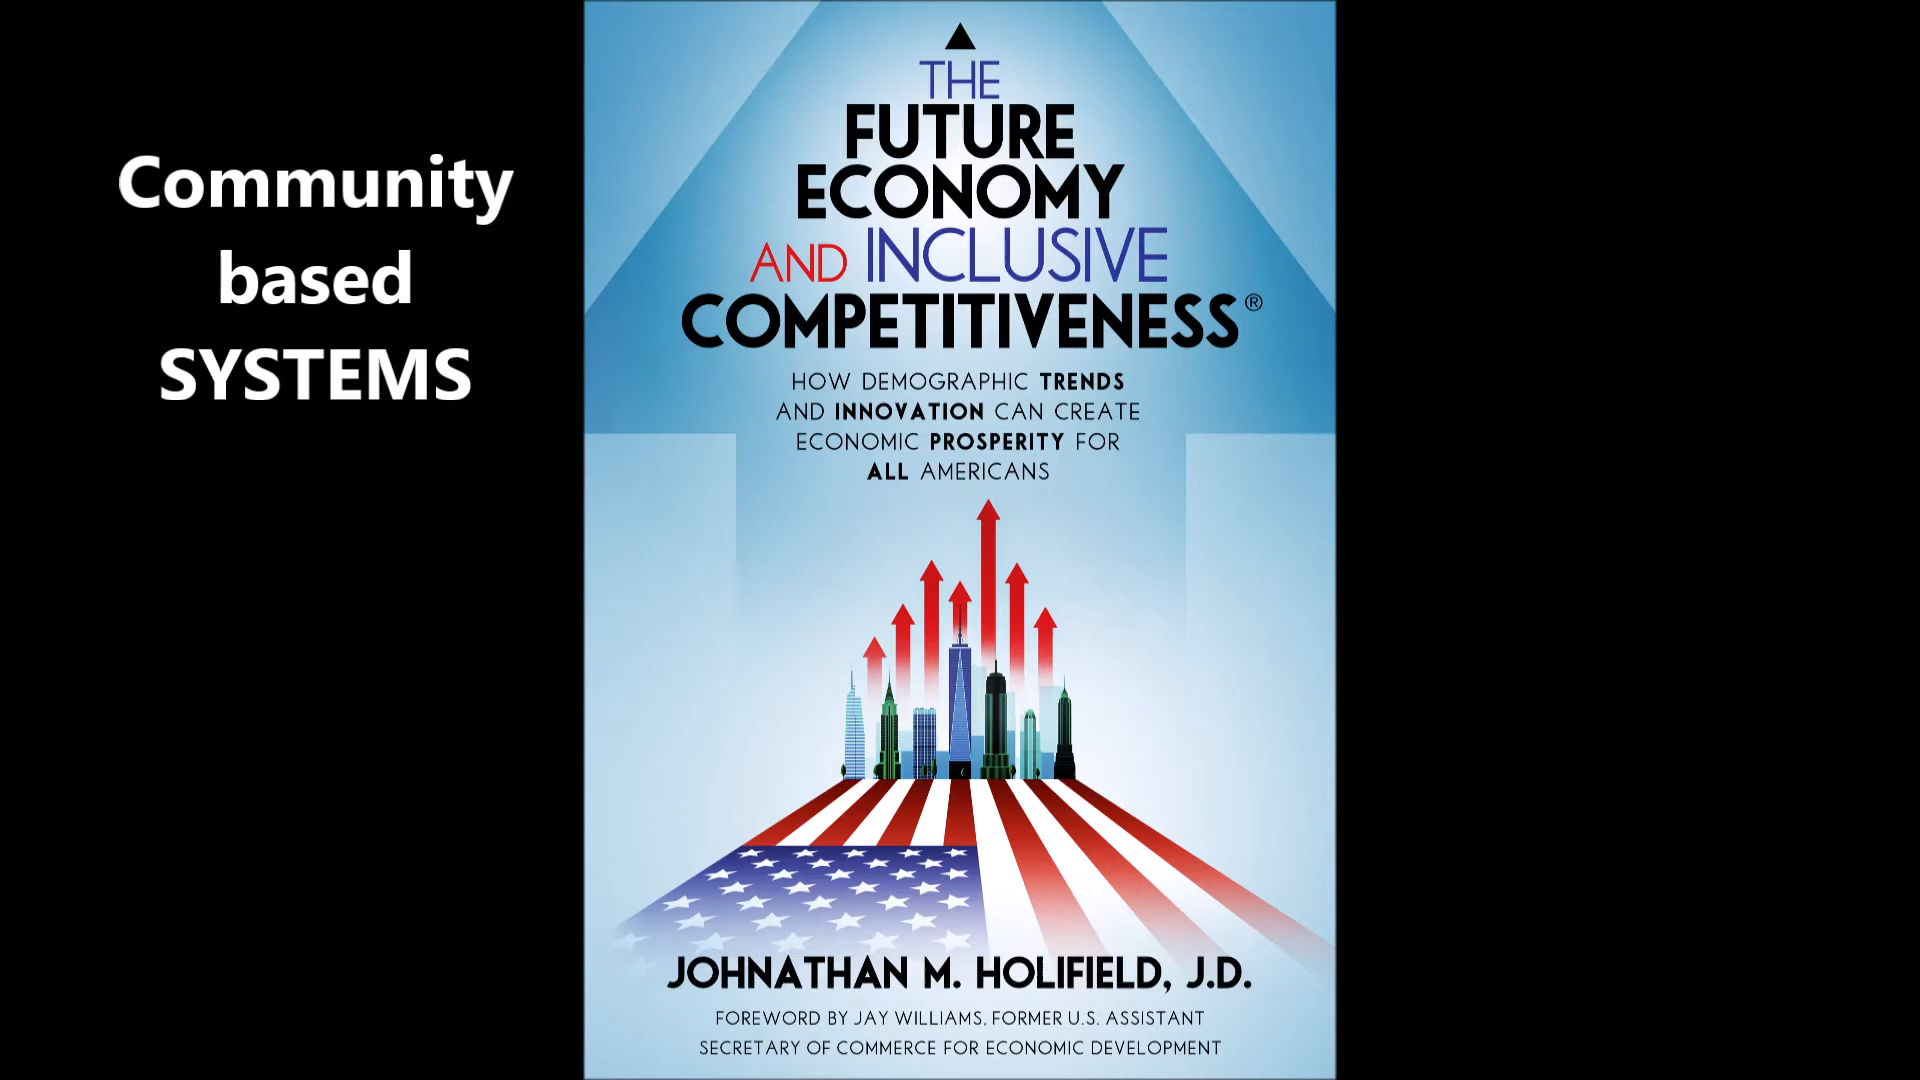 Community
based
SYSTEMS
THE
FUTURE
ECONOMY
AND INCLUSIVE
COMPETITIVENESS®
HOW DEMOGRAPHIC TRENDS
AND INNOVATION CAN CREATE
ECONOMIC PROSPERITY FOR
ALL AMERICANS
JOHNATHAN M. HOLIFIELD, J.D.
FOREWORD BY JAY WILLIAMS, FORMER U.S. ASSISTANT
SECRETARY OF COMMERCE FOR ECONOMIC DEVELOPMENT